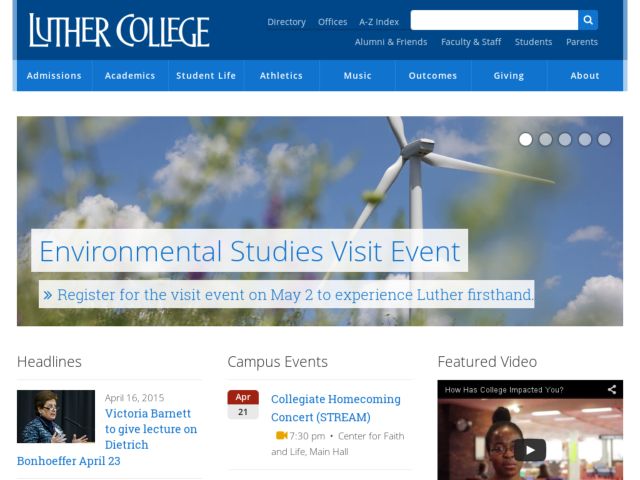 LUTHER COLLEGE
Directory Offices A-Z Index
Alumni & Friends Faculty & Staff Students Parents
Admissions Academics Student Life Athletics Music Outcomes Giving About
Environmental Studies Visit Event
» Register for the visit event on May 2 to experience Luther firsthand.
Headlines
April 16, 2015
Victoria Barnett
to give lecture on
Dietrich
Bonhoeffer April 23
Campus Events
Apr
21
Collegiate Homecoming
Concert (STREAM)
7:30 pm • Center for Faith
and Life, Main Hall
Featured Video
How Has College Impacted You?